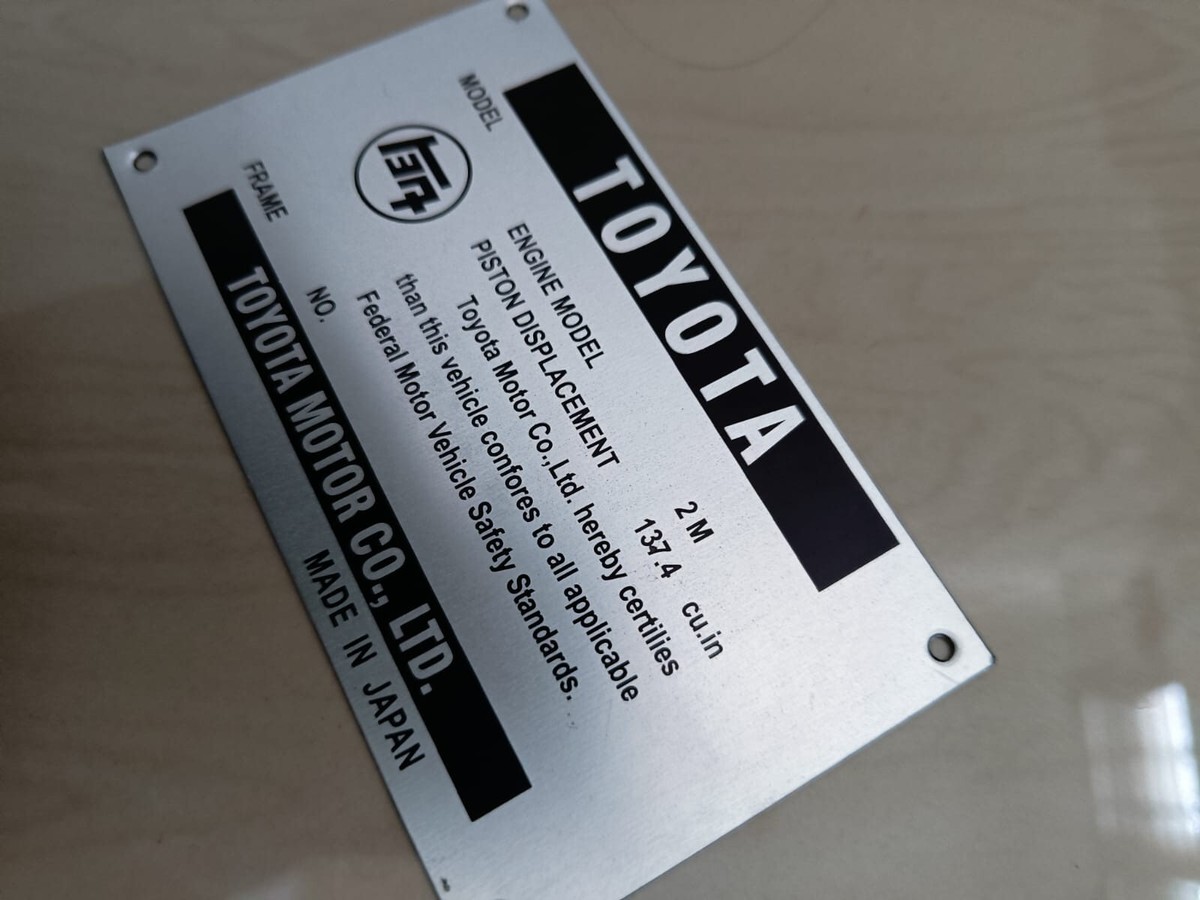 TOYOTA
MODEL
TEQ
ENGINE MODEL 2 M
PISTON DISPLACEMENT 137.4 cu.in
Toyota Motor Co.,Ltd. hereby certilies
than this vehicle confores to all applicable
Federal Motor Vehicle Safety Standards.
FRAME NO.
TOYOTA MOTOR CO., LTD.
MADE IN JAPAN